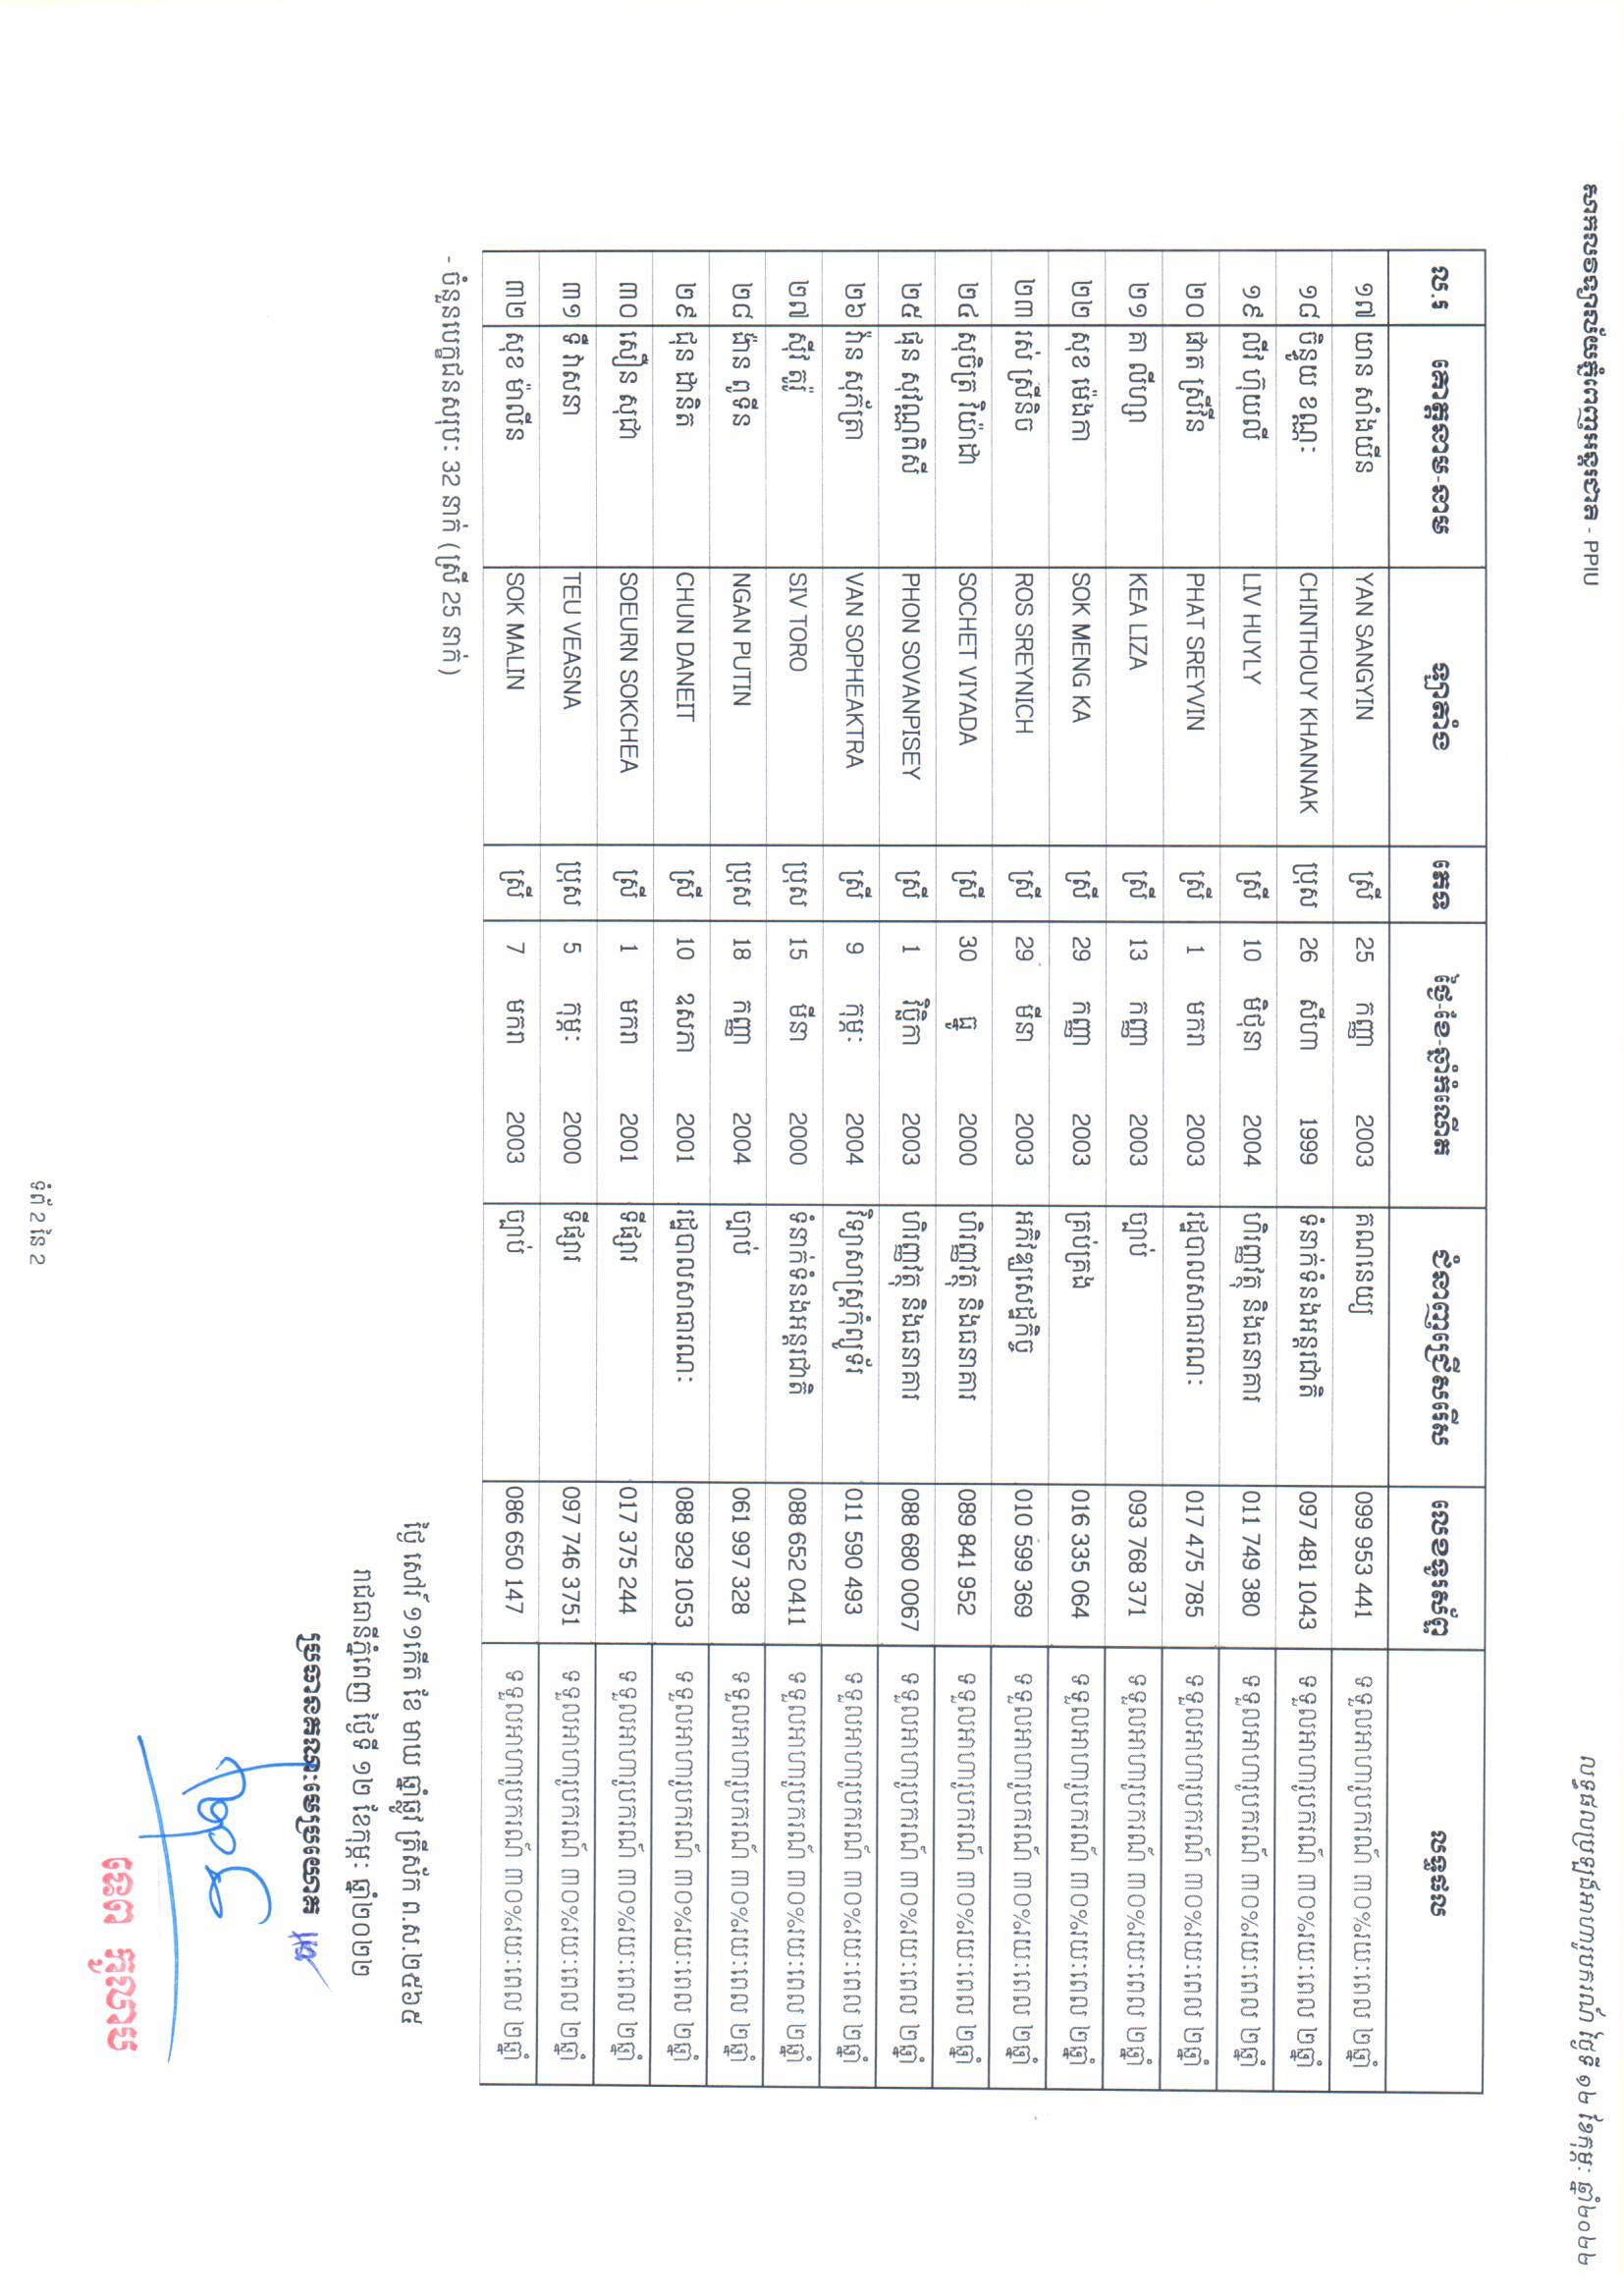 សាកលវិទ្យាល័យភ្នំពេញអន្តរជាតិ - PPIU
លទ្ធផលប្រឡងអាហារូបករណ៍ ថ្ងៃទី ១២ ខែកុម្ភៈ ឆ្នាំ២០២២
ល.រ គោត្តនាម-នាម ឡាតាំង ភេទ ថ្ងៃ-ខែ-ឆ្នាំកំណើត ជំនាញជ្រើសរើស លេខទូរស័ព្ទ លទ្ធផល
១៧ យាន សាំងយីន YAN SANGYIN ស្រី 25 កញ្ញា 2003 គណនេយ្យ 099 953 441 ទទួលអាហារូបករណ៍ ៣០%រយៈពេល ២ឆ្នាំ
១៨ ចិន្ធូយ ខណ្ណៈ CHINTHOUY KHANNAK ប្រុស 26 សីហា 1999 ទំនាក់ទំនងអន្តរជាតិ 097 481 1043 ទទួលអាហារូបករណ៍ ៣០%រយៈពេល ២ឆ្នាំ
១៩ លីវ ហ៊ុយលី LIV HUYLY ស្រី 10 មិថុនា 2004 ហិរញ្ញវត្ថុ និងធនាគារ 011 749 380 ទទួលអាហារូបករណ៍ ៣០%រយៈពេល ២ឆ្នាំ
២០ ផាត ស្រីវីន PHAT SREYVIN ស្រី 1 មករា 2003 រដ្ឋបាលសាធារណៈ 017 475 785 ទទួលអាហារូបករណ៍ ៣០%រយៈពេល ២ឆ្នាំ
២១ គា លីហ្សា KEA LIZA ស្រី 13 កញ្ញា 2003 ច្បាប់ 093 768 371 ទទួលអាហារូបករណ៍ ៣០%រយៈពេល ២ឆ្នាំ
២២ សុខ ម៉េងកា SOK MENG KA ស្រី 29 កញ្ញា 2003 គ្រប់គ្រង 016 335 064 ទទួលអាហារូបករណ៍ ៣០%រយៈពេល ២ឆ្នាំ
២៣ រស់ ស្រីនិច ROS SREYNICH ស្រី 29 មីនា 2003 អភិវឌ្ឍសេដ្ឋកិច្ច 010 599 369 ទទួលអាហារូបករណ៍ ៣០%រយៈពេល ២ឆ្នាំ
២៤ សុចិត្រ វិយ៉ាដា SOCHET VIYADA ស្រី 30 ធ្នូ 2000 ហិរញ្ញវត្ថុ និងធនាគារ 089 841 952 ទទួលអាហារូបករណ៍ ៣០%រយៈពេល ២ឆ្នាំ
២៥ ផុន សុវណ្ណពិសី PHON SOVANPISEY ស្រី 1 វិច្ឆិកា 2003 ហិរញ្ញវត្ថុ និងធនាគារ 088 680 0067 ទទួលអាហារូបករណ៍ ៣០%រយៈពេល ២ឆ្នាំ
២៦ វ៉ាន សុភ័ត្រា VAN SOPHEAKTRA ស្រី 9 កុម្ភៈ 2004 វិទ្យាសាស្ត្រកុំព្យូទ័រ 011 590 493 ទទួលអាហារូបករណ៍ ៣០%រយៈពេល ២ឆ្នាំ
២៧ ស៊ីវ តូរ៉ូ SIV TORO ប្រុស 15 មីនា 2000 ទំនាក់ទំនងអន្តរជាតិ 088 652 0411 ទទួលអាហារូបករណ៍ ៣០%រយៈពេល ២ឆ្នាំ
២៨ ង៉ាន ពូទីន NGAN PUTIN ប្រុស 18 កញ្ញា 2004 ច្បាប់ 061 997 328 ទទួលអាហារូបករណ៍ ៣០%រយៈពេល ២ឆ្នាំ
២៩ ជុន ដានិត CHUN DANEIT ស្រី 10 ឧសភា 2001 រដ្ឋបាលសាធារណៈ 088 929 1053 ទទួលអាហារូបករណ៍ ៣០%រយៈពេល ២ឆ្នាំ
៣០ សឿន សុជា SOEURN SOKCHEA ស្រី 1 មករា 2001 ទីផ្សារ 017 375 244 ទទួលអាហារូបករណ៍ ៣០%រយៈពេល ២ឆ្នាំ
៣១ ទឺ វាសនា TEU VEASNA ប្រុស 5 កុម្ភៈ 2000 ទីផ្សារ 097 746 3751 ទទួលអាហារូបករណ៍ ៣០%រយៈពេល ២ឆ្នាំ
៣២ សុខ ម៉ាលីន SOK MALIN ស្រី 7 មករា 2003 ច្បាប់ 086 650 147 ទទួលអាហារូបករណ៍ ៣០%រយៈពេល ២ឆ្នាំ
- ចំនួនបេក្ខជនសរុប: 32 នាក់ (ស្រី 25 នាក់)
ថ្ងៃ សៅរ៍ ១១កើត ខែ មាឃ ឆ្នាំឆ្លូវ ត្រីស័ក ព.ស.២៥៦៥
រាជធានីភ្នំពេញ ថ្ងៃទី ១២ ខែកុម្ភៈ ឆ្នាំ២០២២
ប្រធានគណៈមេប្រយោគ
ទេព កូលាប
ទំព័ 2 នៃ 2